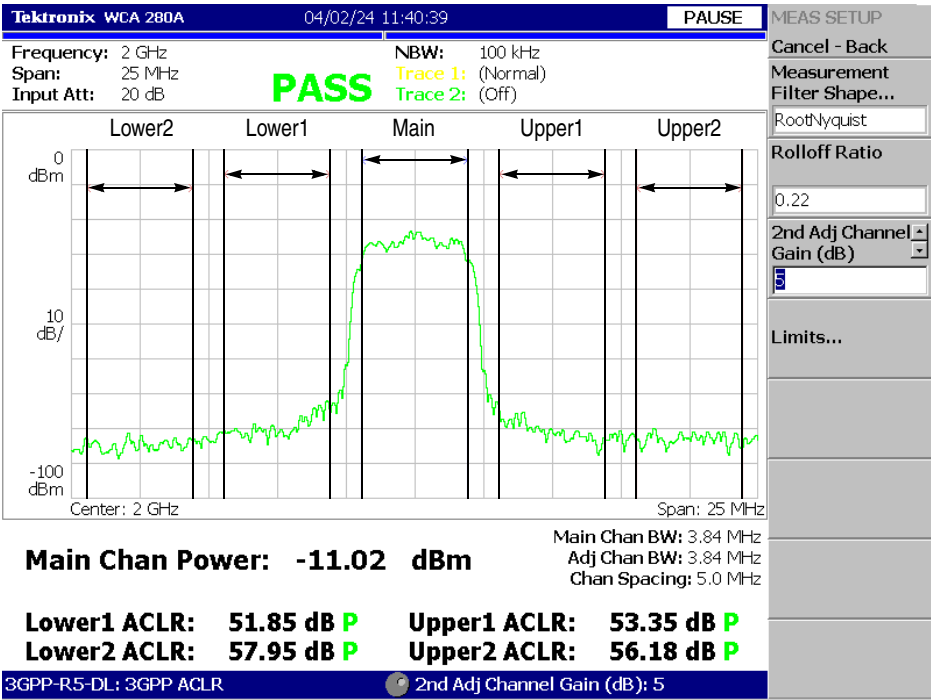 Tektronix WCA 280A 04/02/24 11:40:39 PAUSE
MEAS SETUP
Cancel - Back
Frequency: 2 GHz
Span: 25 MHz
Input Att: 20 dB
PASS
NBW: 100 kHz
Trace 1: (Normal)
Trace 2: (Off)
Measurement
Filter Shape...
RootNyquist
Rolloff Ratio
0.22
2nd Adj Channel
Gain (dB)
5
Limits...
Lower2 Lower1 Main Upper1 Upper2
0
dBm
10
dB/
-100
dBm
Center: 2 GHz Span: 25 MHz
Main Chan Power: -11.02 dBm
Main Chan BW: 3.84 MHz
Adj Chan BW: 3.84 MHz
Chan Spacing: 5.0 MHz
Lower1 ACLR: 51.85 dB P Upper1 ACLR: 53.35 dB P
Lower2 ACLR: 57.95 dB P Upper2 ACLR: 56.18 dB P
3GPP-R5-DL: 3GPP ACLR 2nd Adj Channel Gain (dB): 5